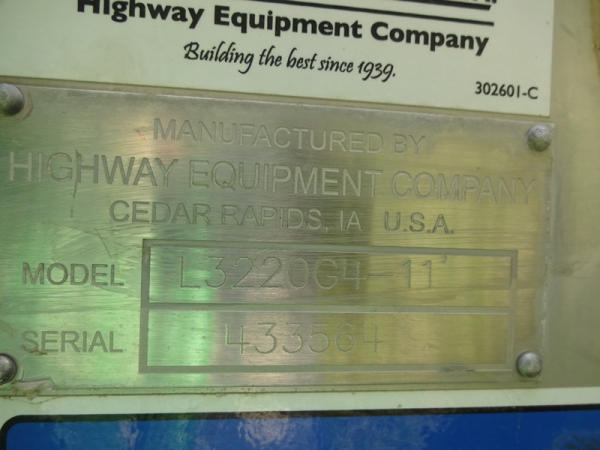 Highway Equipment Company
Building the best since 1939.
302601-C
MANUFACTURED BY
HIGHWAY EQUIPMENT COMPANY
CEDAR RAPIDS, IA U.S.A.
MODEL L3220G4-11'
SERIAL 433564